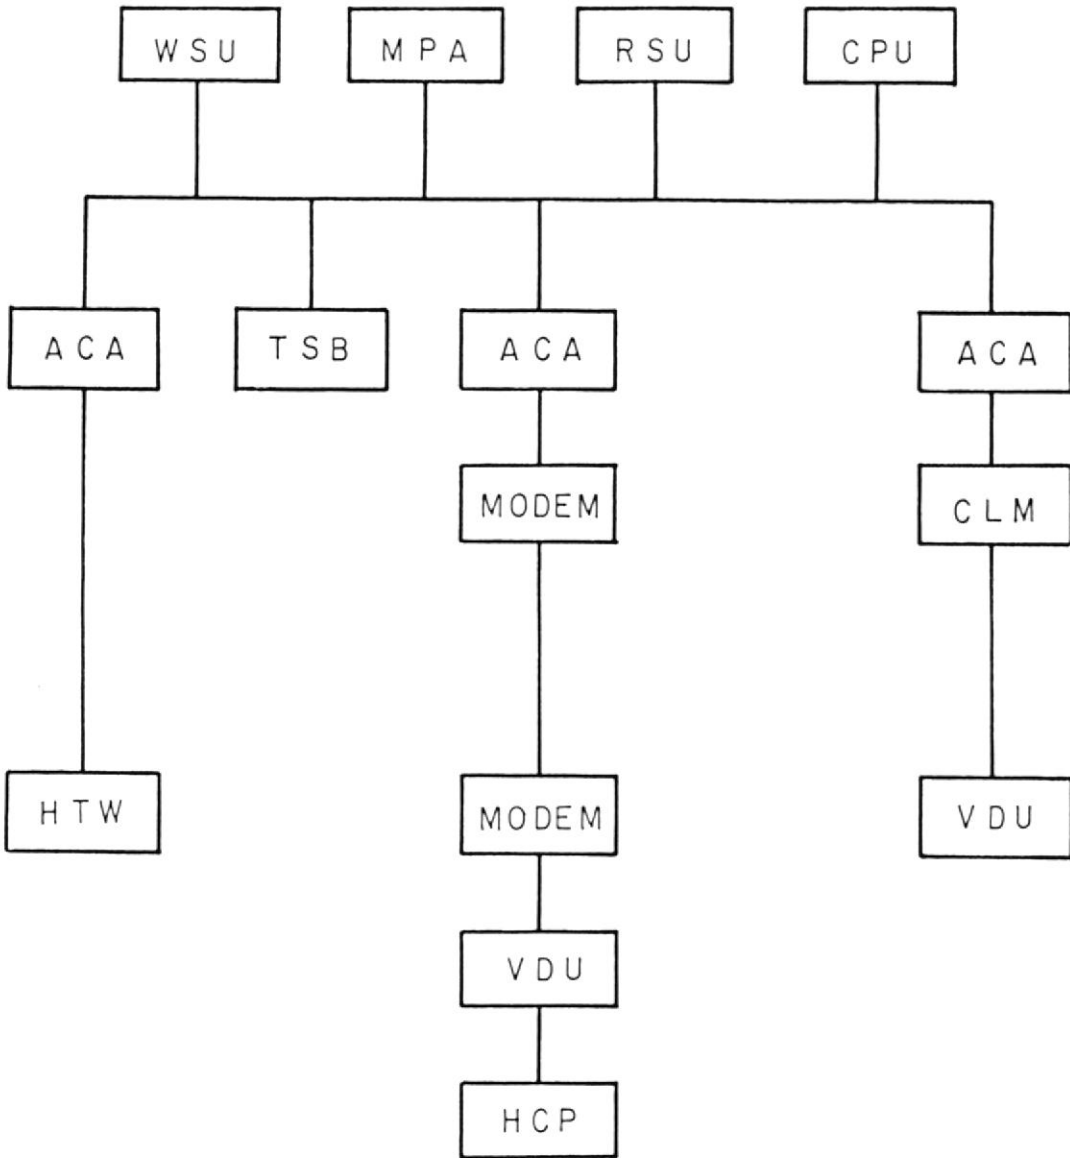 WSU
MPA
RSU
CPU
ACA
TSB
ACA
ACA
MODEM
CLM
HTW
MODEM
VDU
VDU
HCP